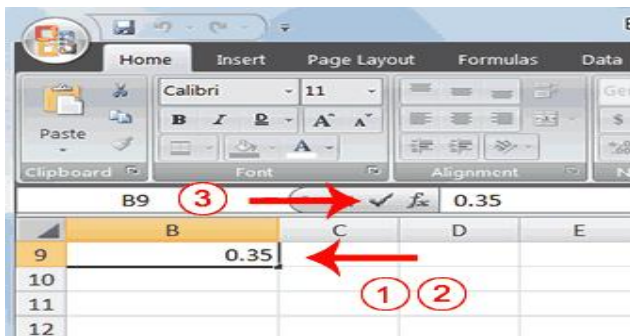 Home Insert Page Layout Formulas Data
Calibri 11
B I A A
Paste A
Clipboard Font Alignment
B9 3 fx 0.35
B C D E
9 0.35
10 1 2
11
12